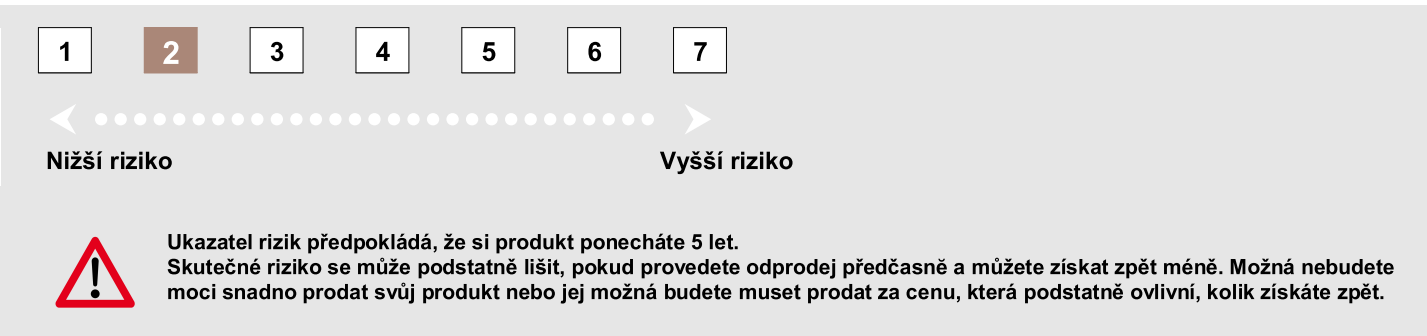 1 2 3 4 5 6 7
Nižší riziko Vyšší riziko
Ukazatel rizik předpokládá, že si produkt ponecháte 5 let.
Skutečné riziko se může podstatně lišit, pokud provedete odprodej předčasně a můžete získat zpět méně. Možná nebudete
moci snadno prodat svůj produkt nebo jej možná budete muset prodat za cenu, která podstatně ovlivní, kolik získáte zpět.